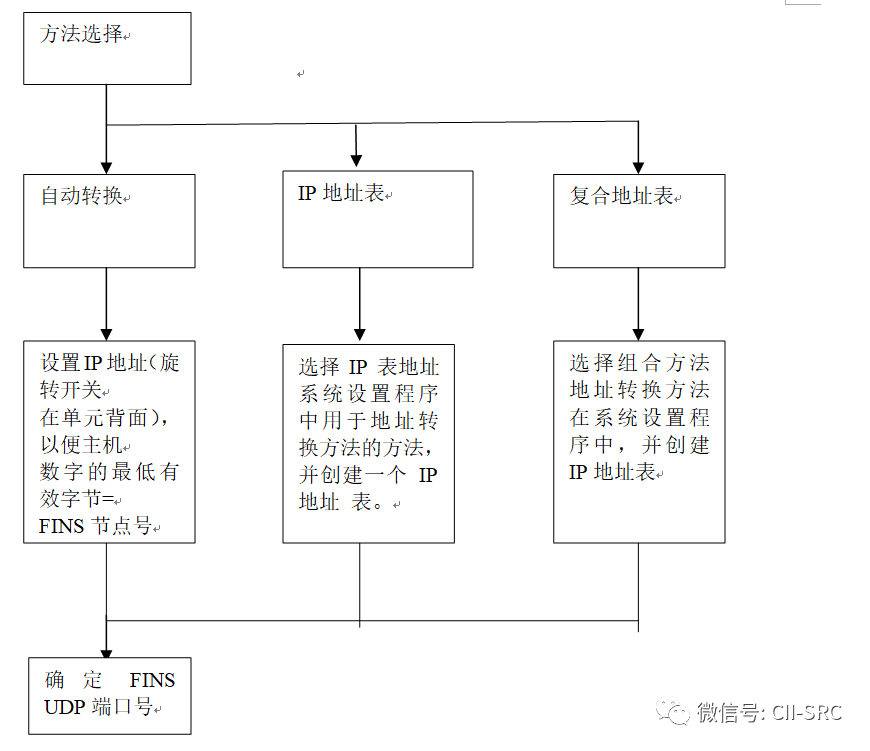 方法选择
自动转换
IP 地址表
复合地址表
设置IP地址（旋
转开关
在单元背面），
以便主机
数字的最低有
效字节=
FINS 节点号
选择 IP 表地址
系统设置程序
中用于地址转
换方法的方法，
并创建一个 IP
地址 表。
选择组合方法
地址转换方法
在系统设置程
序中，并创建
IP 地址表
确 定 FINS
UDP 端口号
微信号: CII-SRC